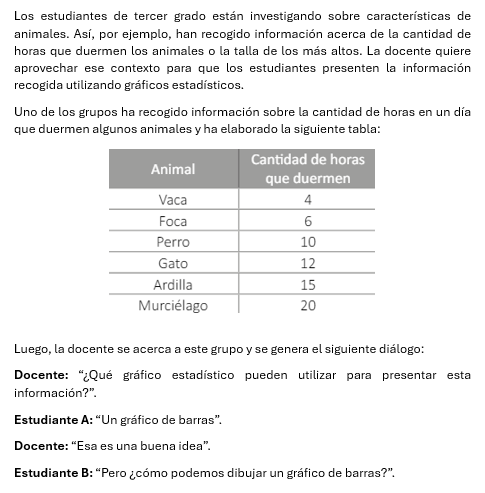 Los estudiantes de tercer grado están investigando sobre características de
animales. Así, por ejemplo, han recogido información acerca de la cantidad de
horas que duermen los animales o la talla de los más altos. La docente quiere
aprovechar ese contexto para que los estudiantes presenten la información
recogida utilizando gráficos estadísticos.
Uno de los grupos ha recogido información sobre la cantidad de horas en un día
que duermen algunos animales y ha elaborado la siguiente tabla:
Animal Cantidad de horas
que duermen
Vaca 4
Foca 6
Perro 10
Gato 12
Ardilla 15
Murciélago 20
Luego, la docente se acerca a este grupo y se genera el siguiente diálogo:
Docente: “¿Qué gráfico estadístico pueden utilizar para presentar esta
información?”.
Estudiante A: “Un gráfico de barras”.
Docente: “Esa es una buena idea”.
Estudiante B: “Pero ¿cómo podemos dibujar un gráfico de barras?”.